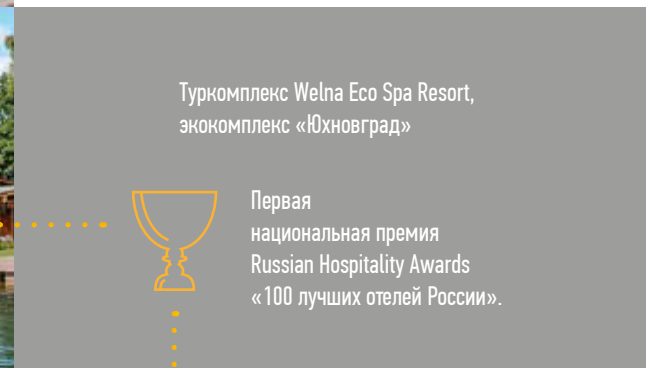 Туркомплекс Welna Eco Spa Resort,
экокомплекс «Юхновград»
Первая
национальная премия
Russian Hospitality Awards
«100 лучших отелей России».